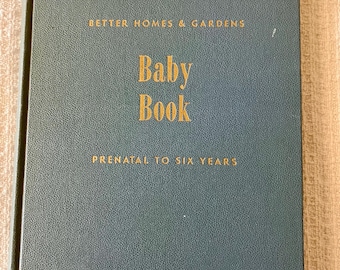 BETTER HOMES & GARDENS
Baby
Book
PRENATAL TO SIX YEARS